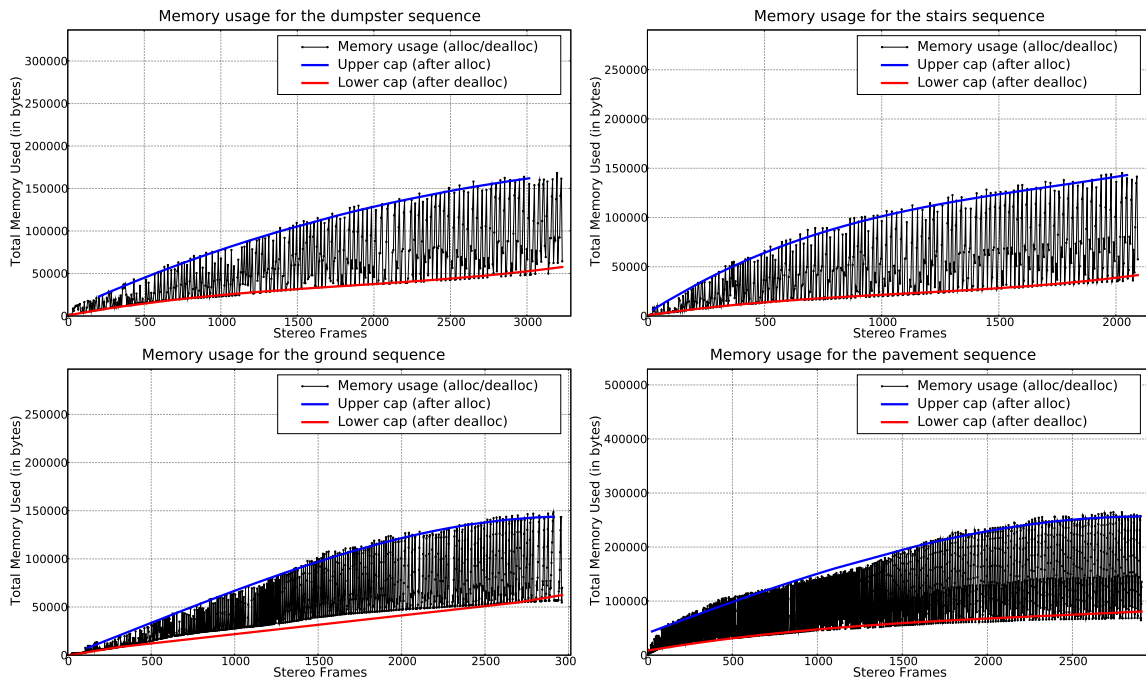 Memory usage for the dumpster sequence
Total Memory Used (in bytes)
300000
250000
200000
150000
100000
50000
0
0 500 1000 1500 2000 2500 3000
Stereo Frames
Memory usage (alloc/dealloc)
Upper cap (after alloc)
Lower cap (after dealloc)
Memory usage for the stairs sequence
Total Memory Used (in bytes)
250000
200000
150000
100000
50000
0
0 500 1000 1500 2000
Stereo Frames
Memory usage (alloc/dealloc)
Upper cap (after alloc)
Lower cap (after dealloc)
Memory usage for the ground sequence
Total Memory Used (in bytes)
250000
200000
150000
100000
50000
0
0 500 1000 1500 2000 2500 300
Stereo Frames
Memory usage (alloc/dealloc)
Upper cap (after alloc)
Lower cap (after dealloc)
Memory usage for the pavement sequence
Total Memory Used (in bytes)
500000
400000
300000
200000
100000
0
0 500 1000 1500 2000 2500
Stereo Frames
Memory usage (alloc/dealloc)
Upper cap (after alloc)
Lower cap (after dealloc)